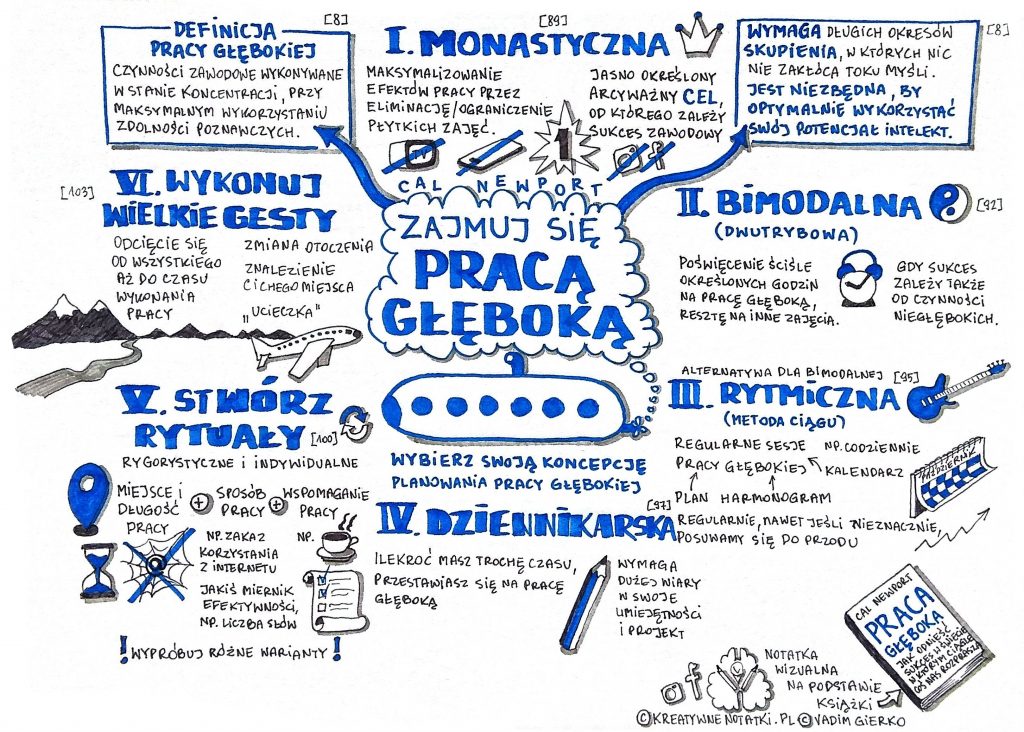 [8]
DEFINICJA
PRACY GŁĘBOKIEJ
CZYNNOŚCI ZAWODOWE WYKONYWANE
W STANIE KONCENTRACJI, PRZY
MAKSYMALNYM WYKORZYSTANIU
ZDOLNOŚCI POZNAWCZYCH.
[89]
I. MONASTYCZNA
MAKSYMALIZOWANIE
EFEKTÓW PRACY PRZEZ
ELIMINACJĘ/OGRANICZENIE
PŁYTKICH ZAJĘĆ.
JASNO OKREŚLONY
ARCYWAŻNY CEL,
OD KTÓREGO ZALEŻY
SUKCES ZAWODOWY
TV
1
f
[8]
WYMAGA DŁUGICH OKRESÓW
SKUPIENIA, W KTÓRYCH NIC
NIE ZAKŁÓCA TOKU MYŚLI.
JEST NIEZBĘDNA, BY
OPTYMALNIE WYKORZYSTAĆ
SWÓJ POTENCJAŁ INTELEKT.
CAL NEWPORT
ZAJMUJ SIĘ
PRACĄ
GŁĘBOKĄ
WYBIERZ SWOJĄ KONCEPCJĘ
PLANOWANIA PRACY GŁĘBOKIEJ
II. BIMODALNA [92]
(DWUTRYBOWA)
POŚWIĘCENIE ŚCIŚLE
OKREŚLONYCH GODZIN
NA PRACĘ GŁĘBOKĄ,
RESZTĘ NA INNE ZAJĘCIA.
GDY SUKCES
ZALEŻY TAKŻE
OD CZYNNOŚCI
NIEGŁĘBOKICH.
ALTERNATYWA DLA BIMODALNEJ [95]
III. RYTMICZNA
(METODA CIĄGU)
REGULARNE SESJE NP. CODZIENNIE
PRACY GŁĘBOKIEJ KALENDARZ
PLAN HARMONOGRAM
REGULARNIE, NAWET JEŚLI NIEZNACZNIE,
POSUWAMY SIĘ DO PRZODU
PAŹDZIERNIK
[97]
IV. DZIENNIKARSKA
ILEKROĆ MASZ TROCHĘ CZASU,
PRZESTAWIASZ SIĘ NA PRACĘ
GŁĘBOKĄ
WYMAGA
DUŻEJ WIARY
W SWOJE
UMIEJĘTNOŚCI
I PROJEKT
V. STWÓRZ
RYTUAŁY [100]
RYGORYSTYCZNE I INDYWIDUALNE
MIEJSCE I
DŁUGOŚĆ
PRACY
+
SPOSÓB
PRACY
+
WSPOMAGANIE
PRACY
@
NP. ZAKAZ
KORZYSTANIA
Z INTERNETU
JAKIŚ MIERNIK
EFEKTYWNOŚCI,
NP. LICZBA SŁÓW
NP.
! WYPRÓBUJ RÓŻNE WARIANTY !
[103]
VI. WYKONUJ
WIELKIE GESTY
ODCIĘCIE SIĘ
OD WSZYSTKIEGO
AŻ DO CZASU
WYKONANIA
PRACY
ZMIANA OTOCZENIA
ZNALEZIENIE
CICHEGO MIEJSCA
„UCIECZKA"
f
NOTATKA
WIZUALNA
NA PODSTAWIE
KSIĄŻKI
© KREATYWNENOTATKI.PL © VADIM GIERKO
CAL NEWPORT
PRACA
GŁĘBOKA
JAK ODNIEŚĆ
SUKCES W ŚWIECIE
W KTÓRYM CIĄGLE
COŚ NAS ROZPRASZA